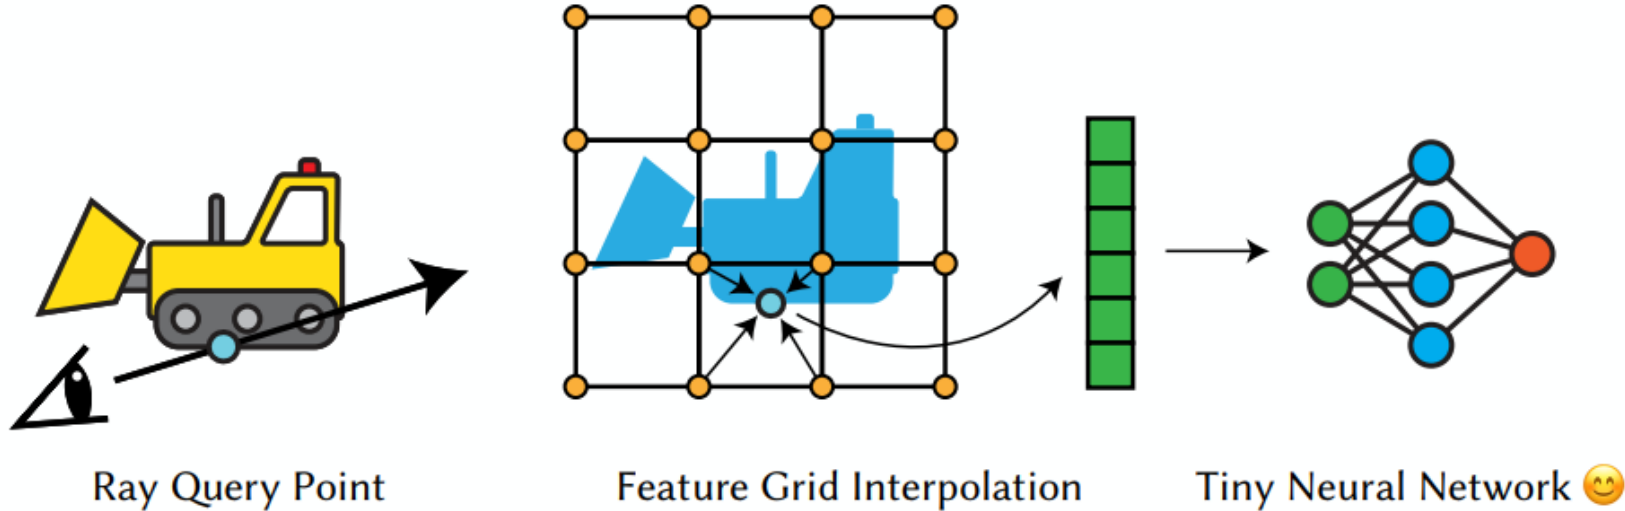 Ray Query Point
Feature Grid Interpolation
Tiny Neural Network 😊